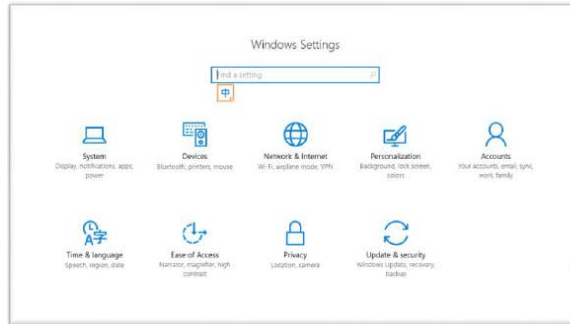 Windows Settings
Find a setting
中
System
Display, notifications, apps,
power
Devices
Bluetooth, printers, mouse
Network & Internet
Wi-Fi, airplane mode, VPN
Personalization
Background, lock screen,
colors
Accounts
Your accounts, email, sync,
work, family
A字
Time & language
Speech, region, date
Ease of Access
Narrator, magnifier, high
contrast
Privacy
Location, camera
Update & security
Windows Update, recovery,
backup